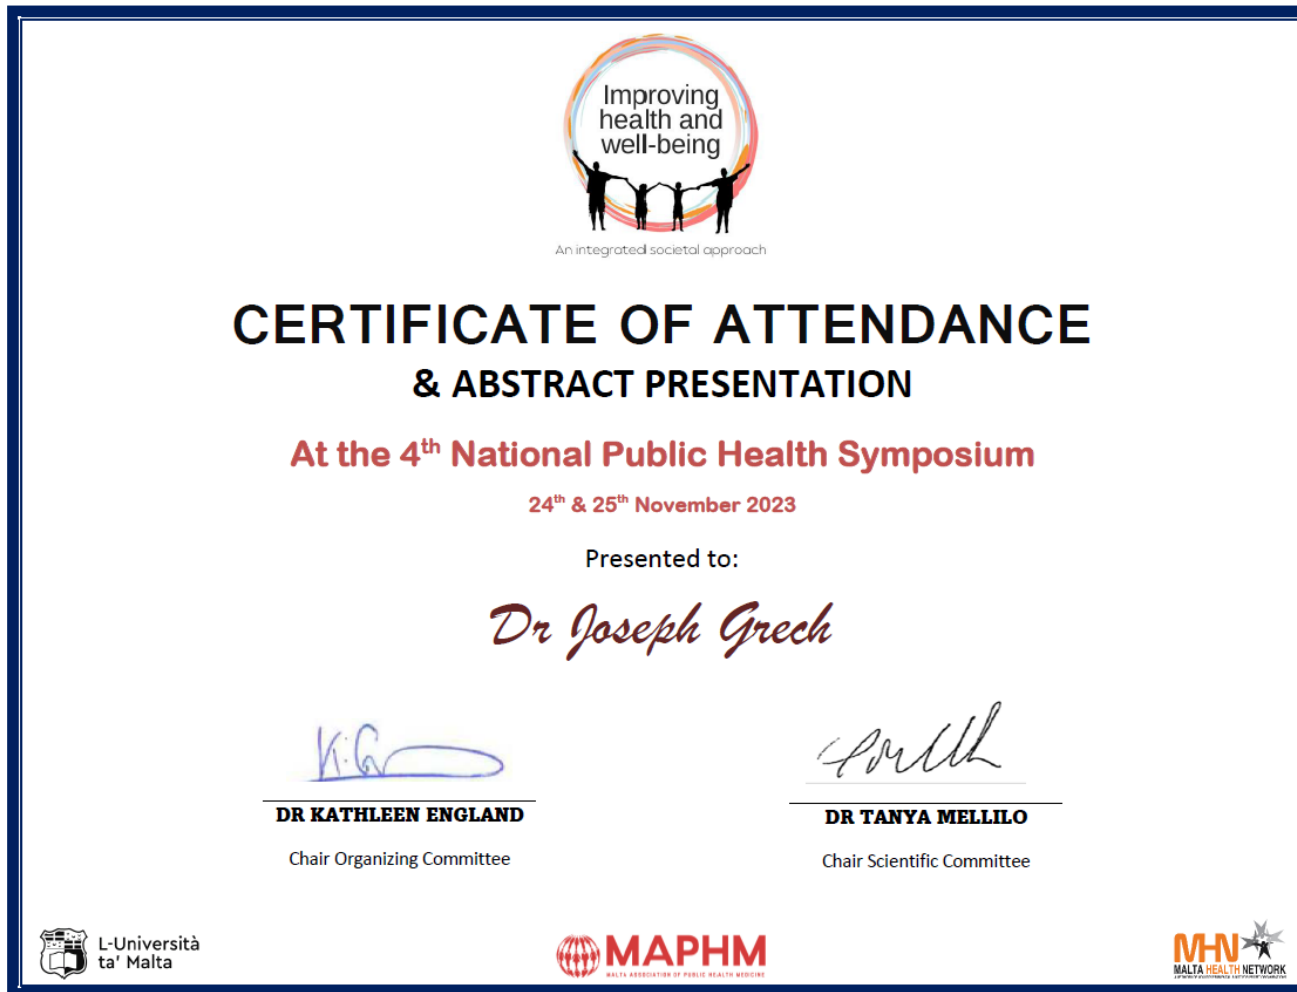 Improving
health and
well-being
An integrated societal approach
CERTIFICATE OF ATTENDANCE
& ABSTRACT PRESENTATION
At the 4th National Public Health Symposium
24th & 25th November 2023
Presented to:
Dr Joseph Grech
DR KATHLEEN ENGLAND
DR TANYA MELLILO
Chair Organizing Committee
Chair Scientific Committee
L-Università
ta' Malta
MAPHM
MALTA ASSOCIATION OF PUBLIC HEALTH MEDICINE
MHN
MALTA HEALTH NETWORK